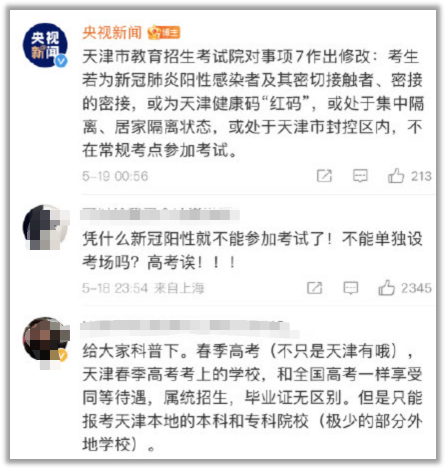 央视新闻 博主
天津市教育招生考试院对事项7作出修改：考生
若为新冠肺炎阳性感染者及其密切接触者、密接
的密接，或为天津健康码“红码”，或处于集中隔
离、居家隔离状态，或处于天津市封控区内，不
在常规考点参加考试。
5-19 00:56
213
凭什么新冠阳性就不能参加考试了！不能单独设
考场吗？高考诶！！！
5-18 23:54 来自上海
2345
给大家科普下。春季高考（不只是天津有哦），
天津春季高考考上的学校，和全国高考一样享受
同等待遇，属统招生，毕业证无区别。但是只能
报考天津本地的本科和专科院校（极少的部分外
地学校）。